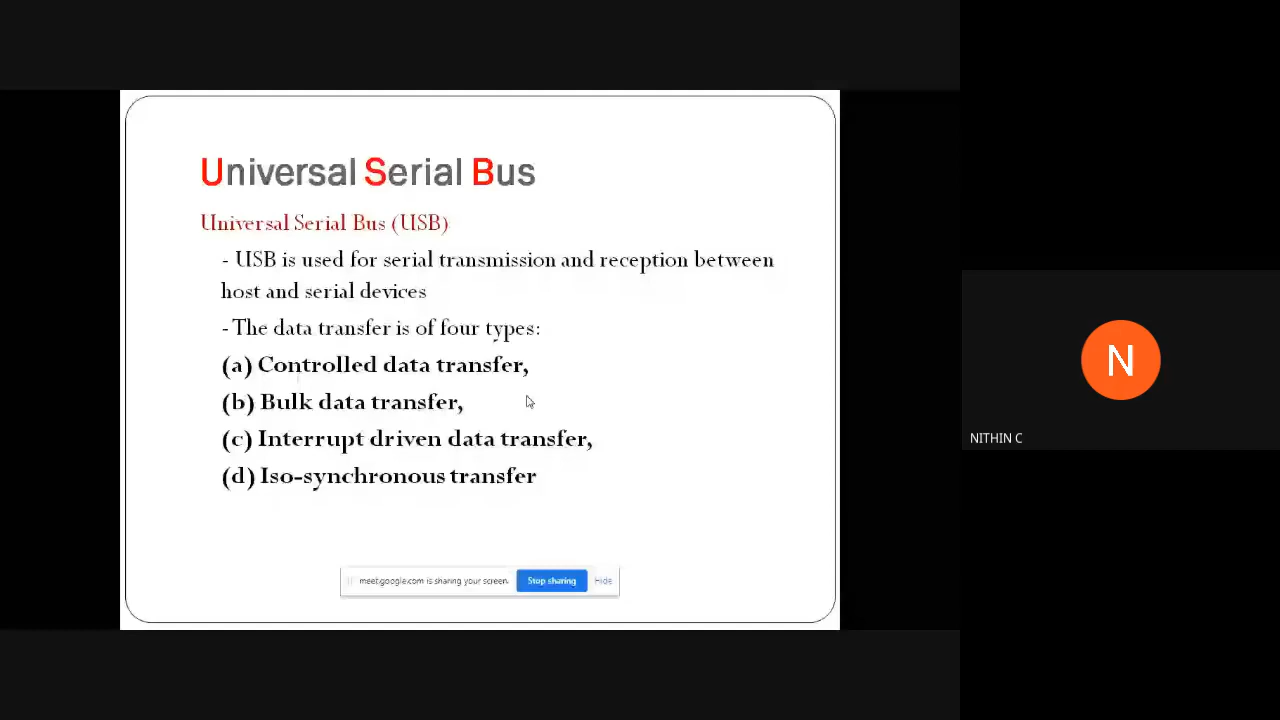 Universal Serial Bus
Universal Serial Bus (USB)
- USB is used for serial transmission and reception between
host and serial devices
- The data transfer is of four types:
(a) Controlled data transfer,
(b) Bulk data transfer,
(c) Interrupt driven data transfer,
(d) Iso-synchronous transfer
meet.google.com is sharing your screen. Stop sharing Hide
N
NITHIN C